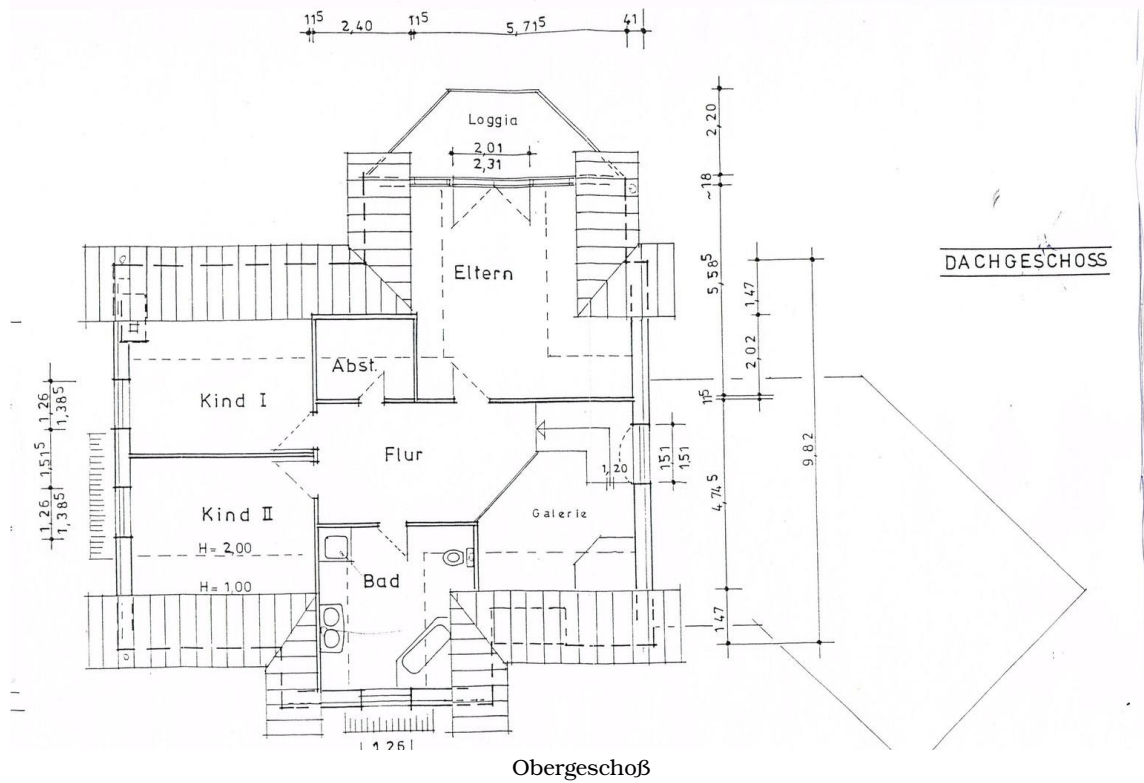 11⁵ 2,40 11⁵ 5,71⁵ 41
Loggia
2,01
2,31
2,20
~18
DACHGESCHOSS
Eltern
5,58⁵
1,47
2,02
Abst.
Kind I
1,26
1,38⁵
11⁵
Flur
1,51⁵
1,51
1,51
1,20
9,82
4,74⁵
Kind II
Galerie
1,26
1,38⁵
H= 2,00
Bad
H= 1,00
1,47
1,26
Obergeschoß